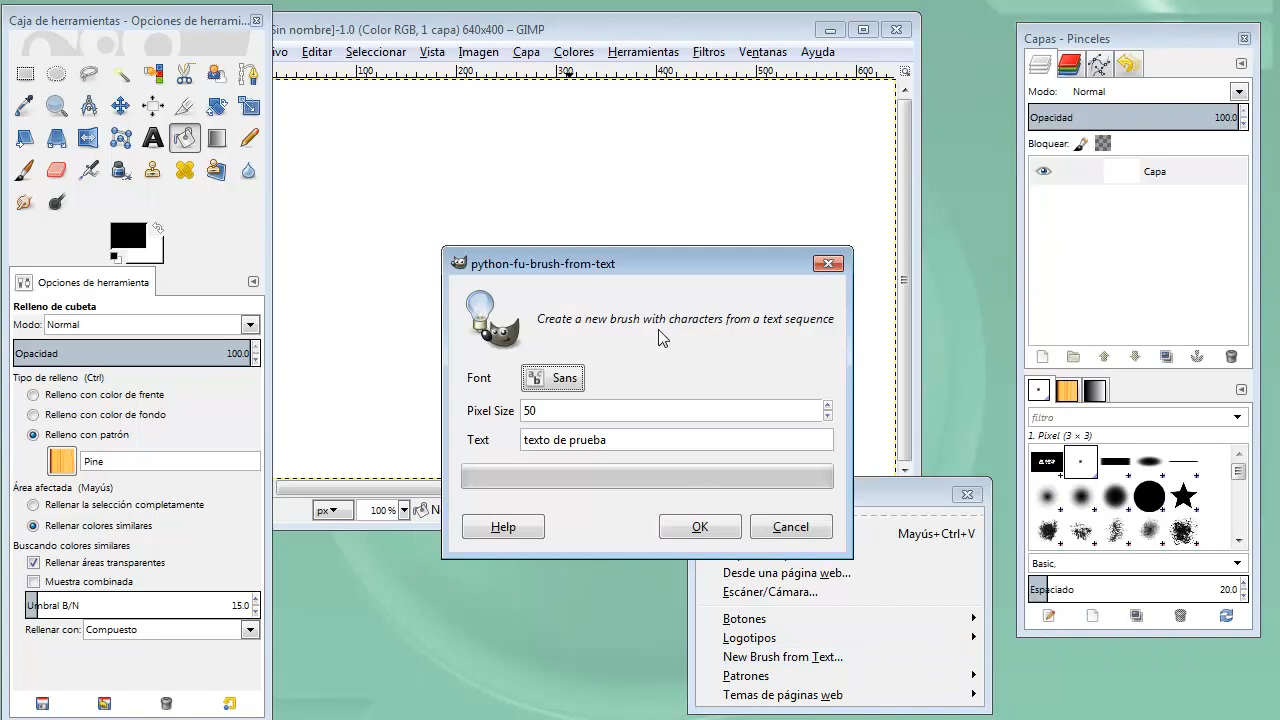 Caja de herramientas - Opciones de herrami...
Sin nombre]-1.0 (Color RGB, 1 capa) 640x400 – GIMP
ivo Editar Seleccionar Vista Imagen Capa Colores Herramientas Filtros Ventanas Ayuda
100 200 300 400 500 600
Opciones de herramienta
Relleno de cubeta
Modo: Normal
Opacidad 100.0
Tipo de relleno (Ctrl)
Relleno con color de frente
Relleno con color de fondo
Relleno con patrón
Pine
Área afectada (Mayús)
Rellenar la selección completamente
Rellenar colores similares
Buscando colores similares
Rellenar áreas transparentes
Muestra combinada
Umbral B/N 15.0
Rellenar con: Compuesto
px 100 % N
python-fu-brush-from-text
Create a new brush with characters from a text sequence
Font Sans
Pixel Size 50
Text texto de prueba
Help OK Cancel
Mayús+Ctrl+V
Desde una página web...
Escáner/Cámara...
Botones
Logotipos
New Brush from Text...
Patrones
Temas de páginas web
Capas - Pinceles
Modo: Normal
Opacidad 100.0
Bloquear:
Capa
filtro
1. Pixel (3 × 3)
Basic,
Espaciado 20.0